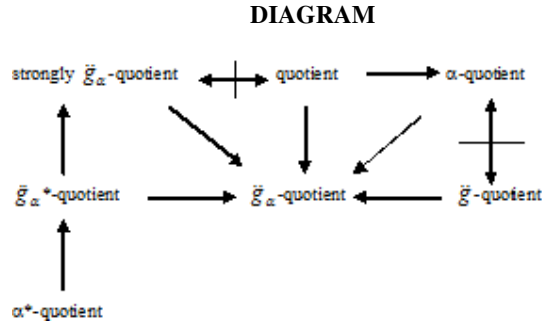 DIAGRAM
strongly g̈α-quotient quotient α-quotient
g̈α*-quotient g̈α-quotient g̈-quotient
α*-quotient